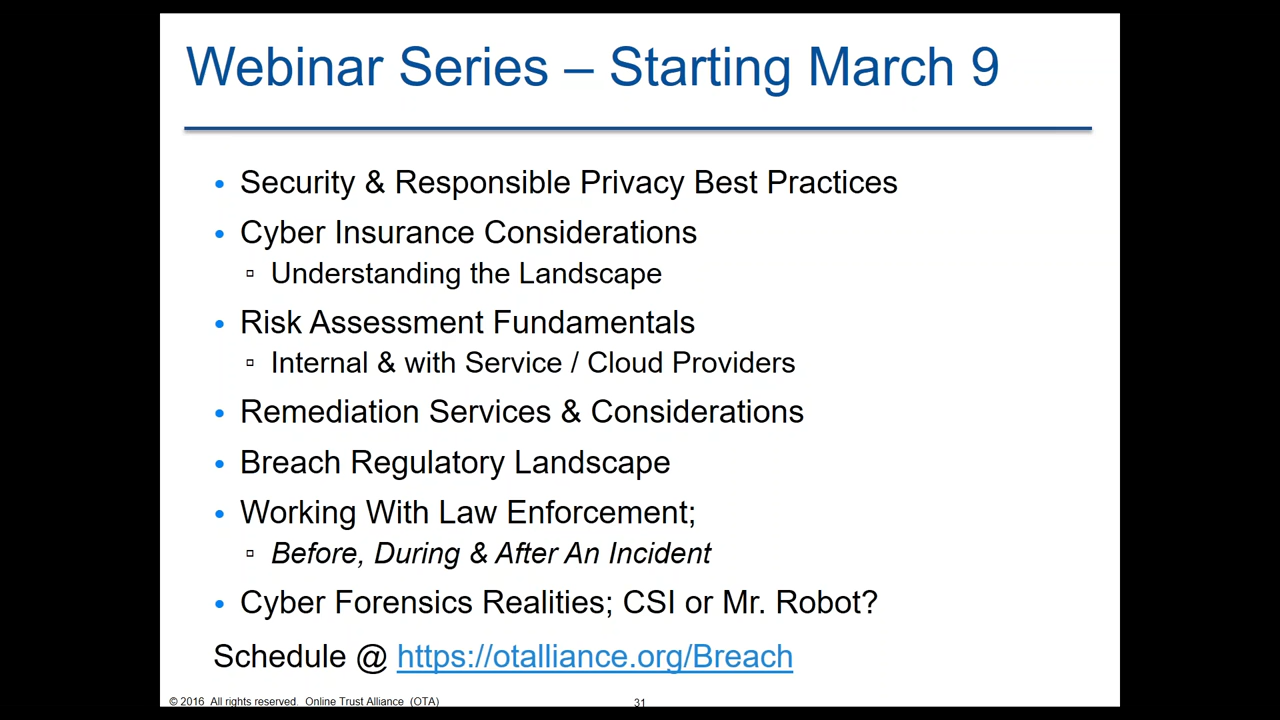 Webinar Series – Starting March 9
• Security & Responsible Privacy Best Practices
• Cyber Insurance Considerations
▫ Understanding the Landscape
• Risk Assessment Fundamentals
▫ Internal & with Service / Cloud Providers
• Remediation Services & Considerations
• Breach Regulatory Landscape
• Working With Law Enforcement;
▫ Before, During & After An Incident
• Cyber Forensics Realities; CSI or Mr. Robot?
Schedule @ https://otalliance.org/Breach
© 2016 All rights reserved. Online Trust Alliance (OTA)
31